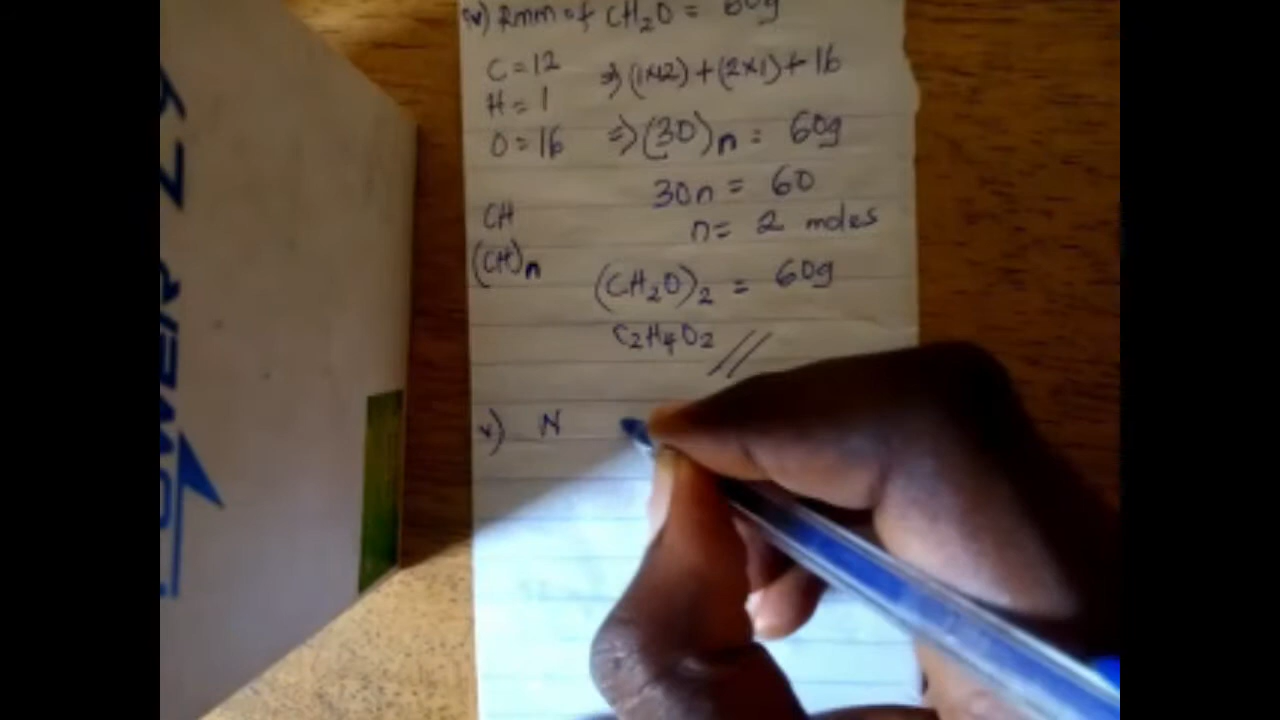 iv) Rmm of CH2O = 60g
C = 12 ⇒ (1×12) + (2×1) + 16
H = 1
O = 16 ⇒ (30)n = 60g
30n = 60
CH n = 2 moles
(CH)n (CH2O)2 = 60g
C2H4O2 //
v) N